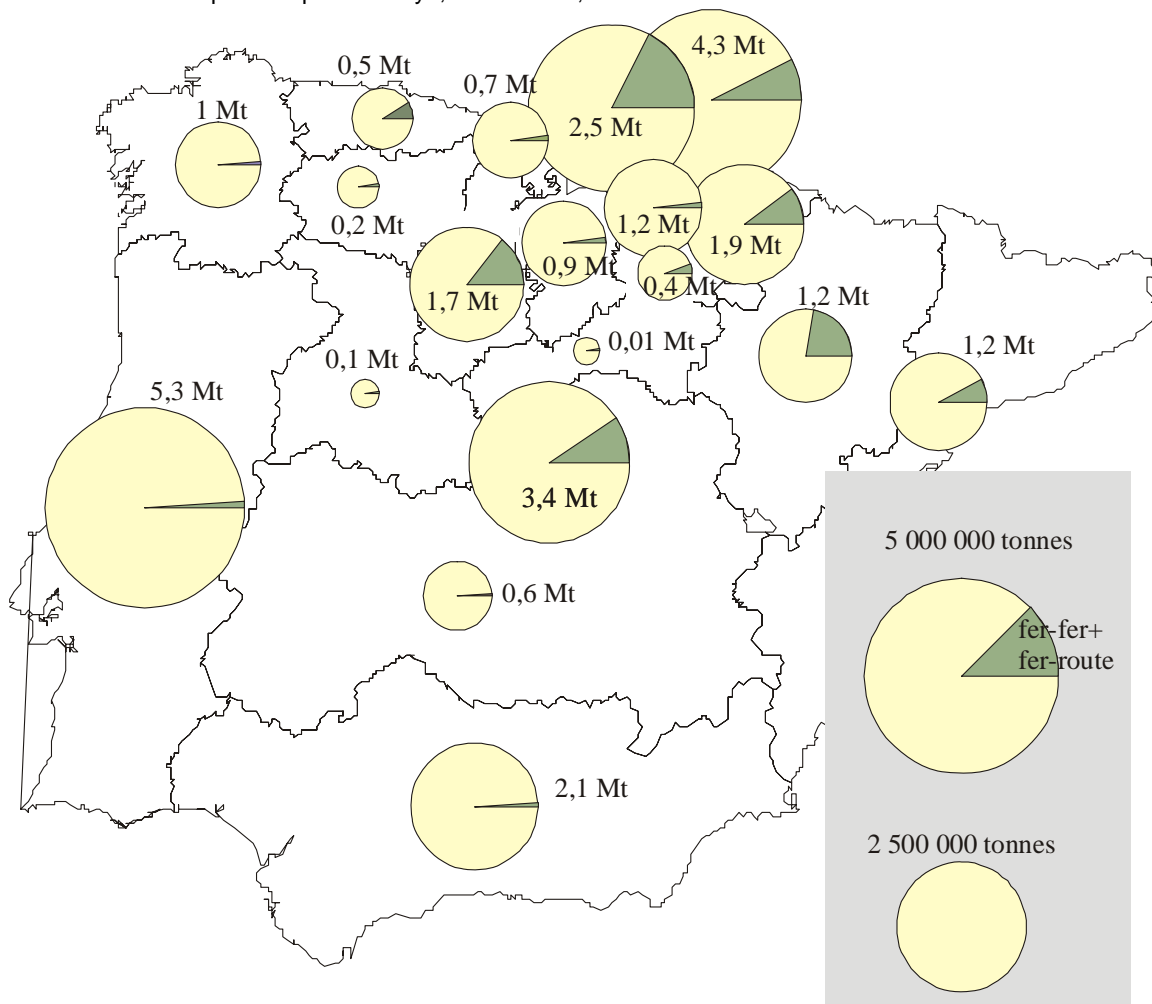 4,3 Mt
0,5 Mt
0,7 Mt
1 Mt
2,5 Mt
0,2 Mt
1,2 Mt
1,9 Mt
0,9 Mt
0,4 Mt
1,7 Mt
1,2 Mt
0,01 Mt
1,2 Mt
0,1 Mt
5,3 Mt
3,4 Mt
0,6 Mt
2,1 Mt
5 000 000 tonnes
fer-fer+
fer-route
2 500 000 tonnes